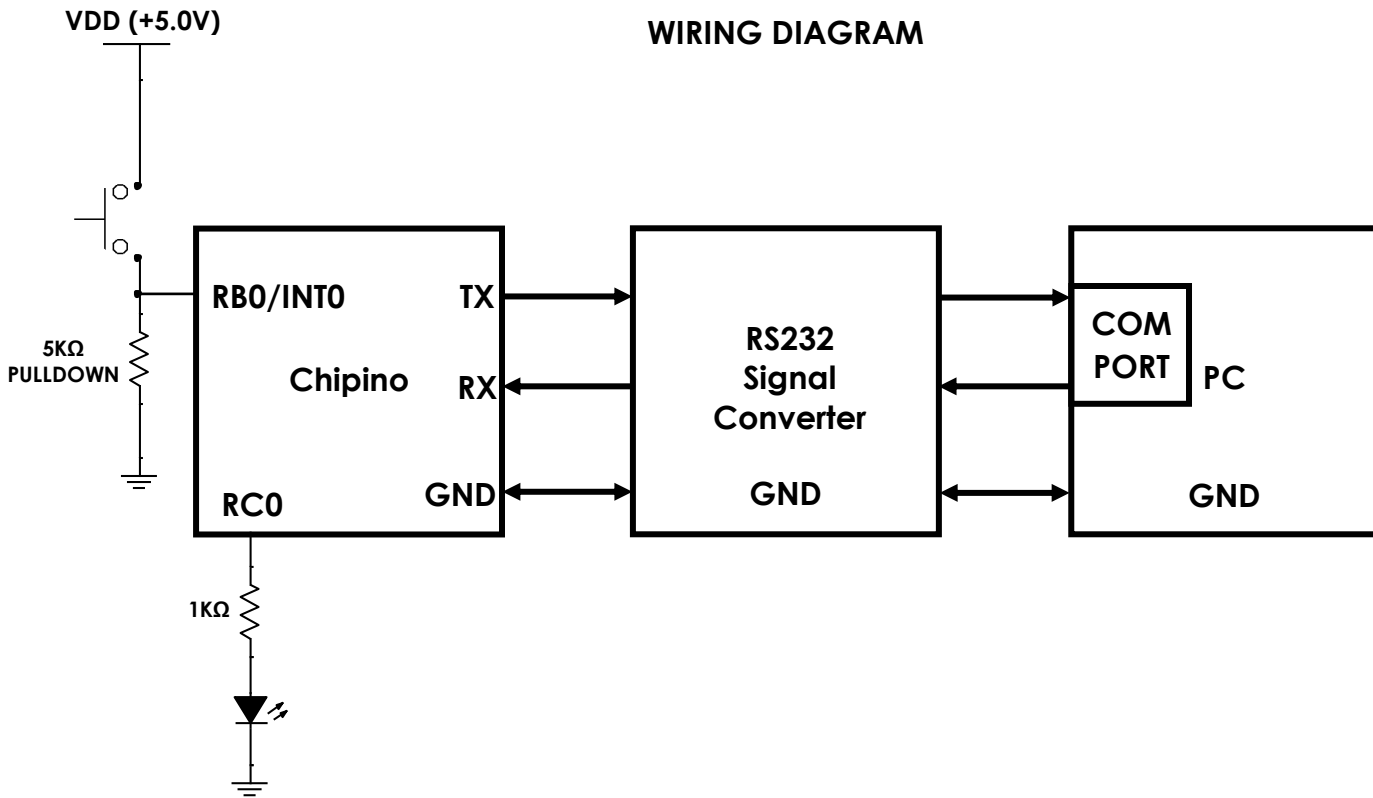 VDD (+5.0V)
WIRING DIAGRAM
RB0/INT0
TX
5KΩ
PULLDOWN
Chipino
RX
RC0
GND
1KΩ
RS232
Signal
Converter
GND
COM
PORT
PC
GND